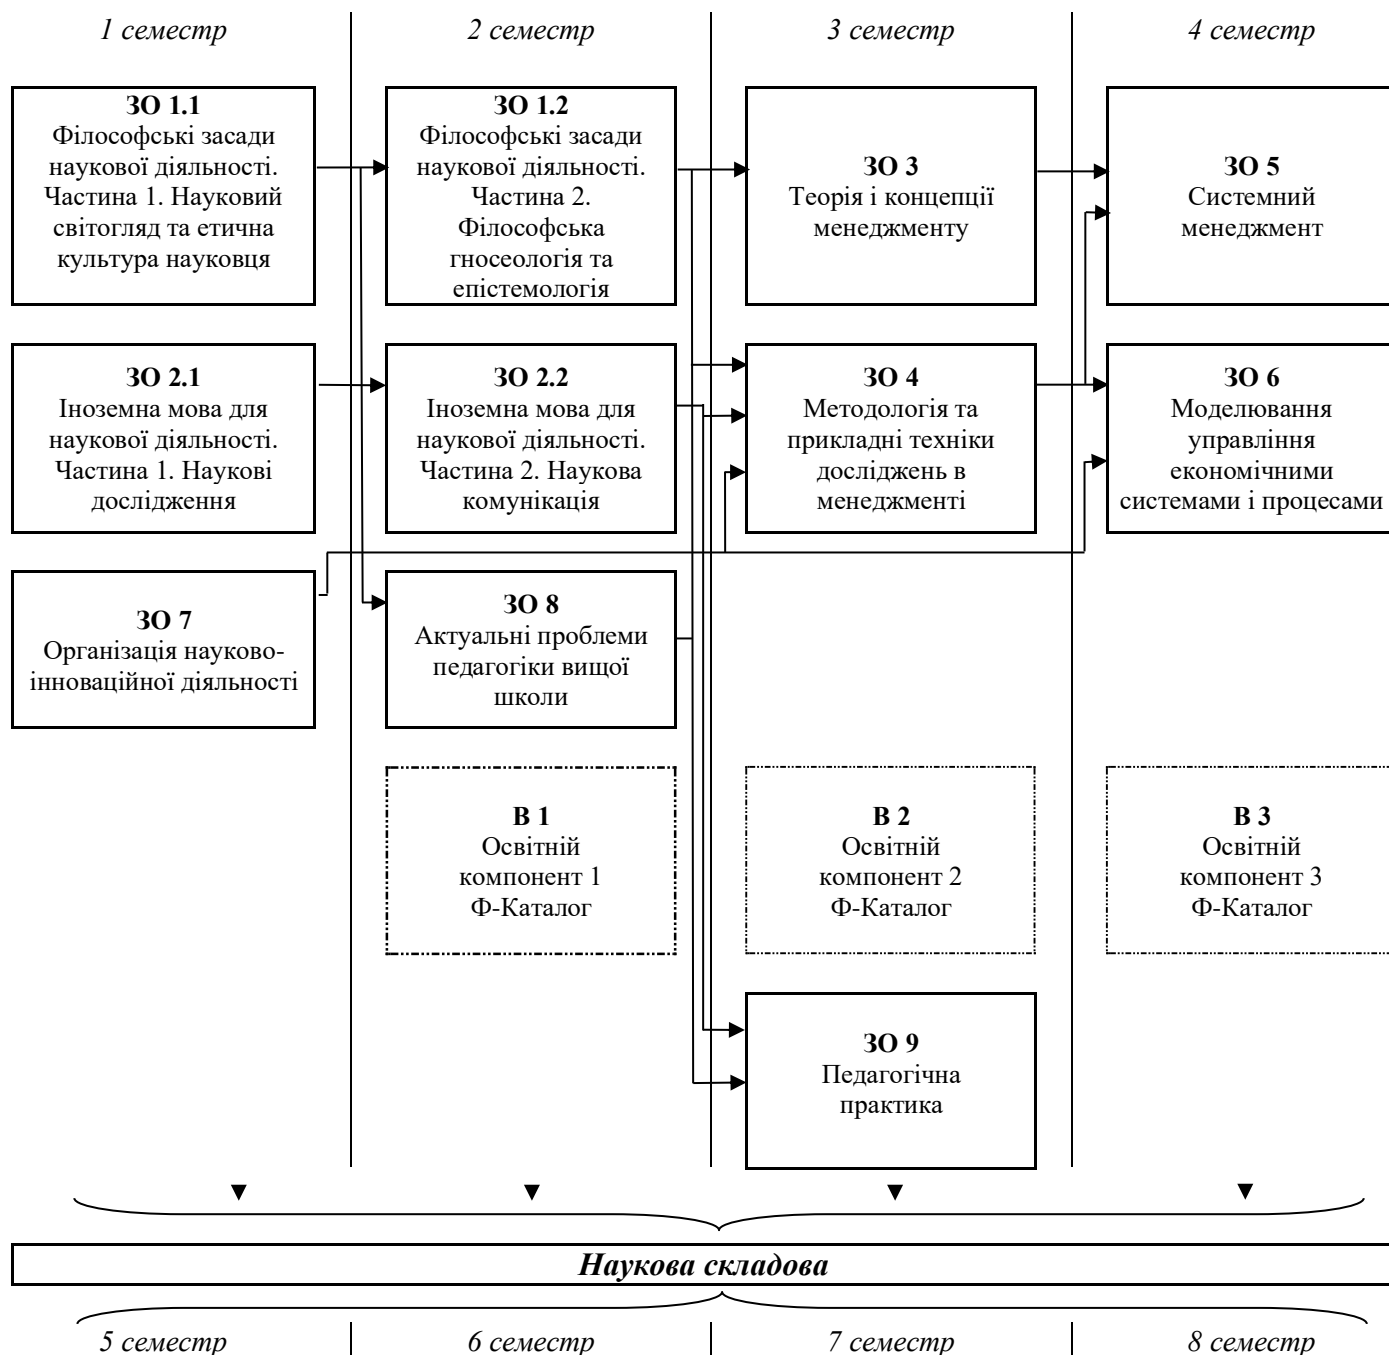 1 семестр
2 семестр
3 семестр
4 семестр
ЗО 1.1
Філософські засади
наукової діяльності.
Частина 1. Науковий
світогляд та етична
культура науковця
ЗО 1.2
Філософські засади
наукової діяльності.
Частина 2.
Філософська
гносеологія та
епістемологія
ЗО 3
Теорія і концепції
менеджменту
ЗО 5
Системний
менеджмент
ЗО 2.1
Іноземна мова для
наукової діяльності.
Частина 1. Наукові
дослідження
ЗО 2.2
Іноземна мова для
наукової діяльності.
Частина 2. Наукова
комунікація
ЗО 4
Методологія та
прикладні техніки
досліджень в
менеджменті
ЗО 6
Моделювання
управління
економічними
системами і процесами
ЗО 7
Організація науково-
інноваційної діяльності
ЗО 8
Актуальні проблеми
педагогіки вищої
школи
В 1
Освітній
компонент 1
Ф-Каталог
В 2
Освітній
компонент 2
Ф-Каталог
В 3
Освітній
компонент 3
Ф-Каталог
ЗО 9
Педагогічна
практика
Наукова складова
5 семестр
6 семестр
7 семестр
8 семестр